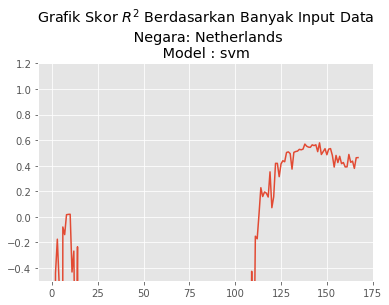 Grafik Skor R² Berdasarkan Banyak Input Data
Negara: Netherlands
Model : svm
1.2
1.0
0.8
0.6
0.4
0.2
0.0
−0.2
−0.4
0 25 50 75 100 125 150 175